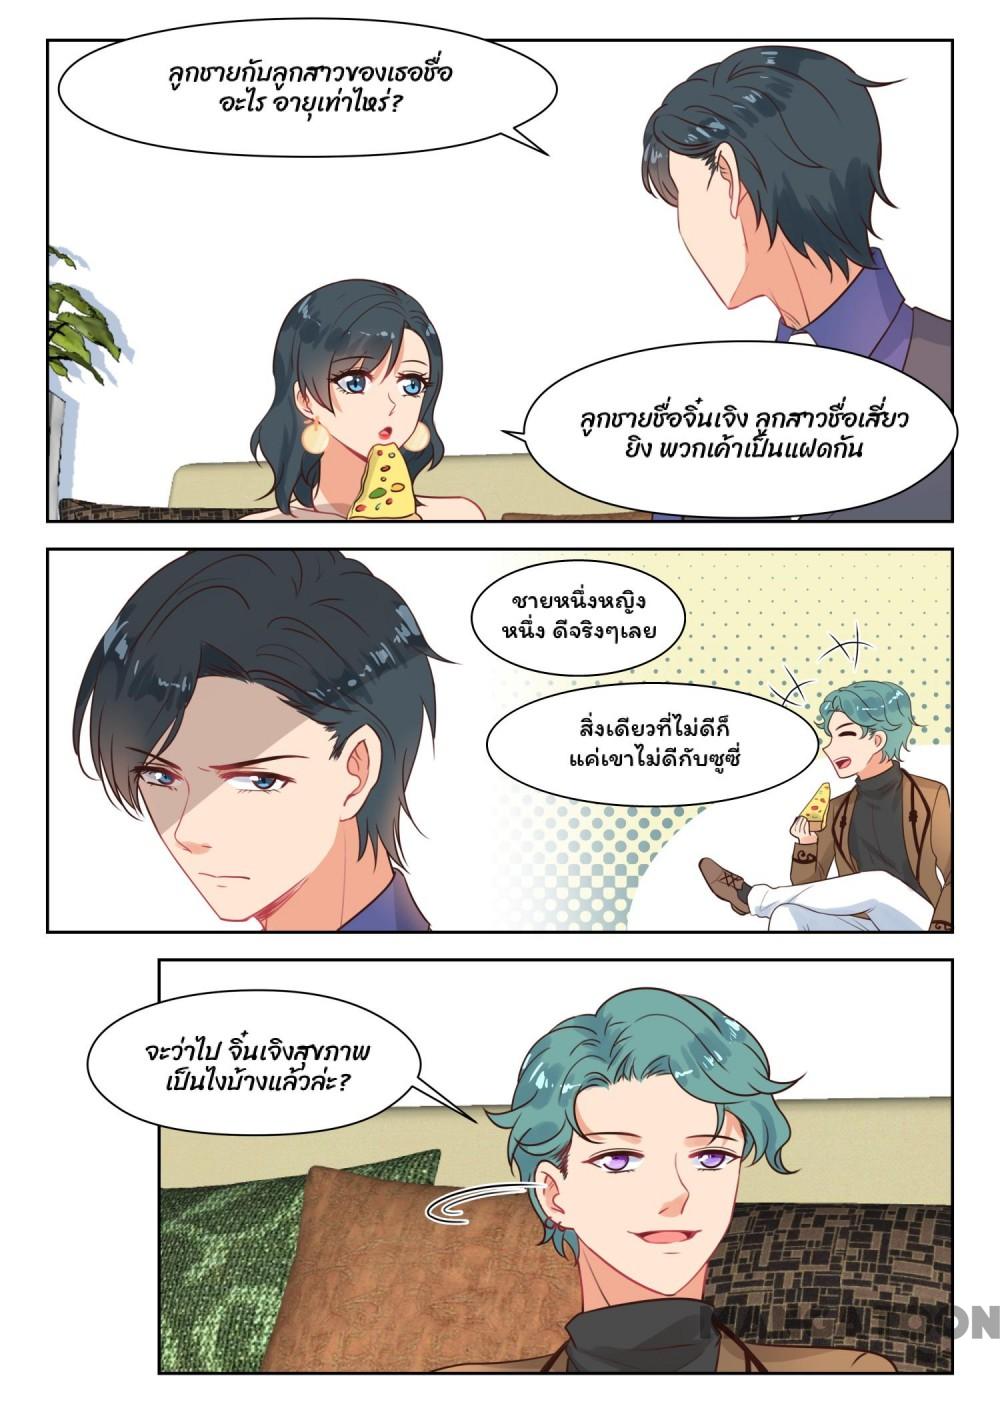 ลูกชายกับลูกสาวของเธอชื่อ
อะไร อายุเท่าไหร่?
ลูกชายชื่อจิ๋นเจิง ลูกสาวชื่อเสี่ยว
ยิง พวกเค้าเป็นแฝดกัน
ชายหนึ่งหญิง
หนึ่ง ดีจริงๆเลย
สิ่งเดียวที่ไม่ดีก็
แค่เขาไม่ดีกับซูซี่
จะว่าไป จิ๋นเจิงสุขภาพ
เป็นไงบ้างแล้วล่ะ?
MANGATOON